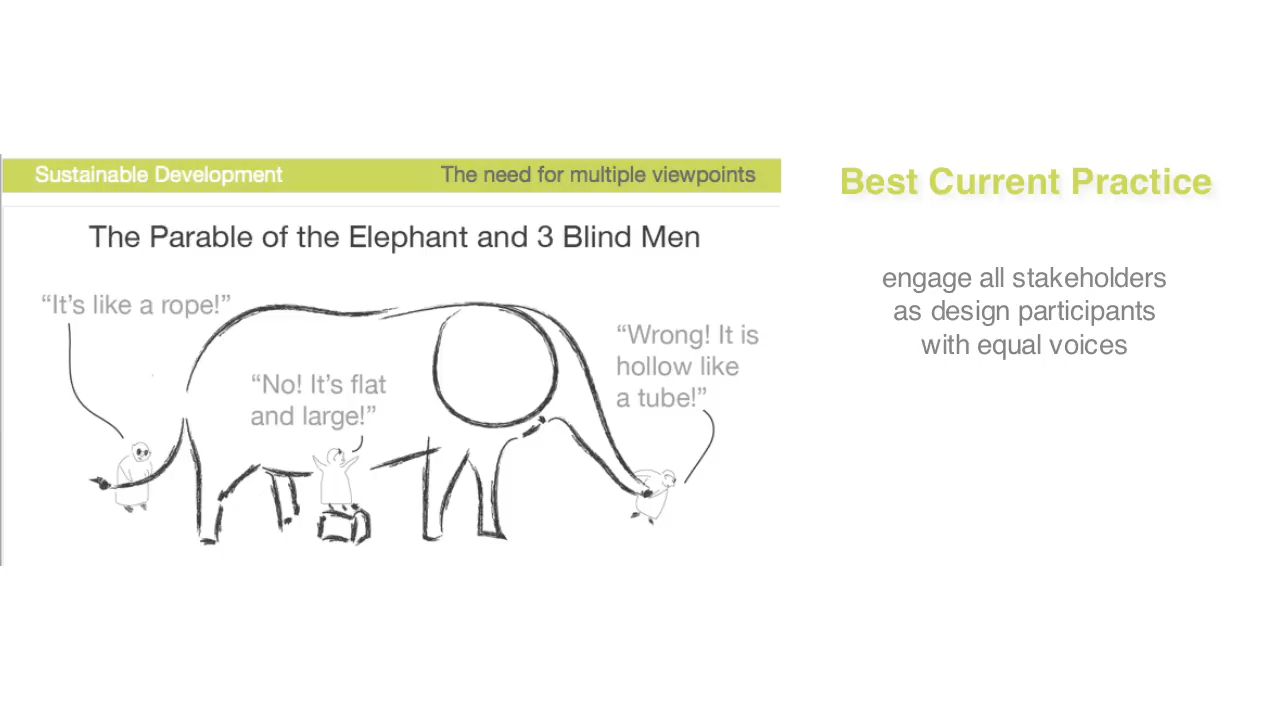 Sustainable Development
The need for multiple viewpoints
The Parable of the Elephant and 3 Blind Men
“It’s like a rope!”
“No! It’s flat
and large!”
“Wrong! It is
hollow like
a tube!”
Best Current Practice
engage all stakeholders
as design participants
with equal voices